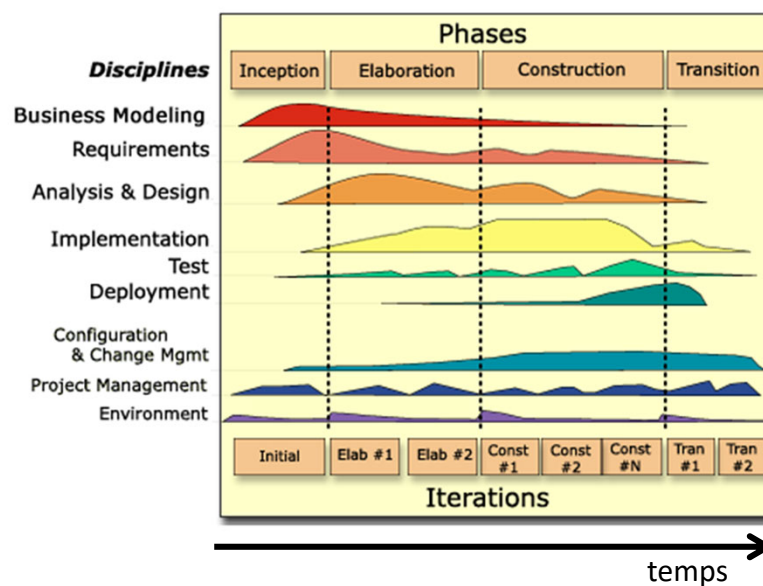 Phases
Disciplines
Inception
Elaboration
Construction
Transition
Business Modeling
Requirements
Analysis & Design
Implementation
Test
Deployment
Configuration
& Change Mgmt
Project Management
Environment
Initial
Elab #1
Elab #2
Const
#1
Const
#2
Const
#N
Tran
#1
Tran
#2
Iterations
temps